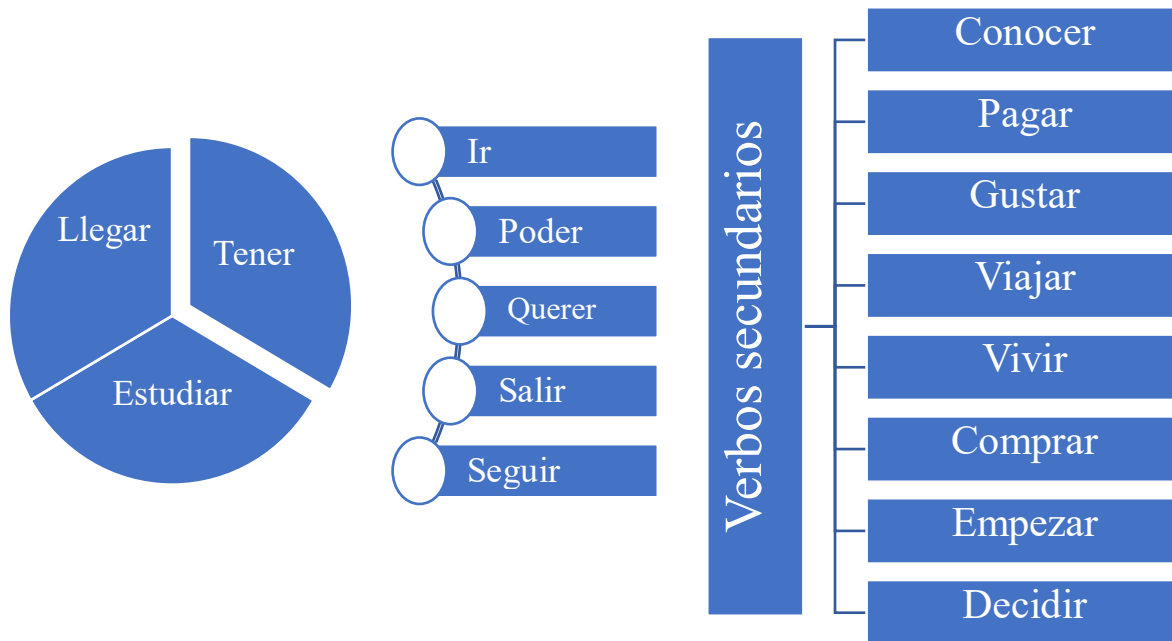 Llegar
Tener
Estudiar
Ir
Poder
Querer
Salir
Seguir
Verbos secundarios
Conocer
Pagar
Gustar
Viajar
Vivir
Comprar
Empezar
Decidir